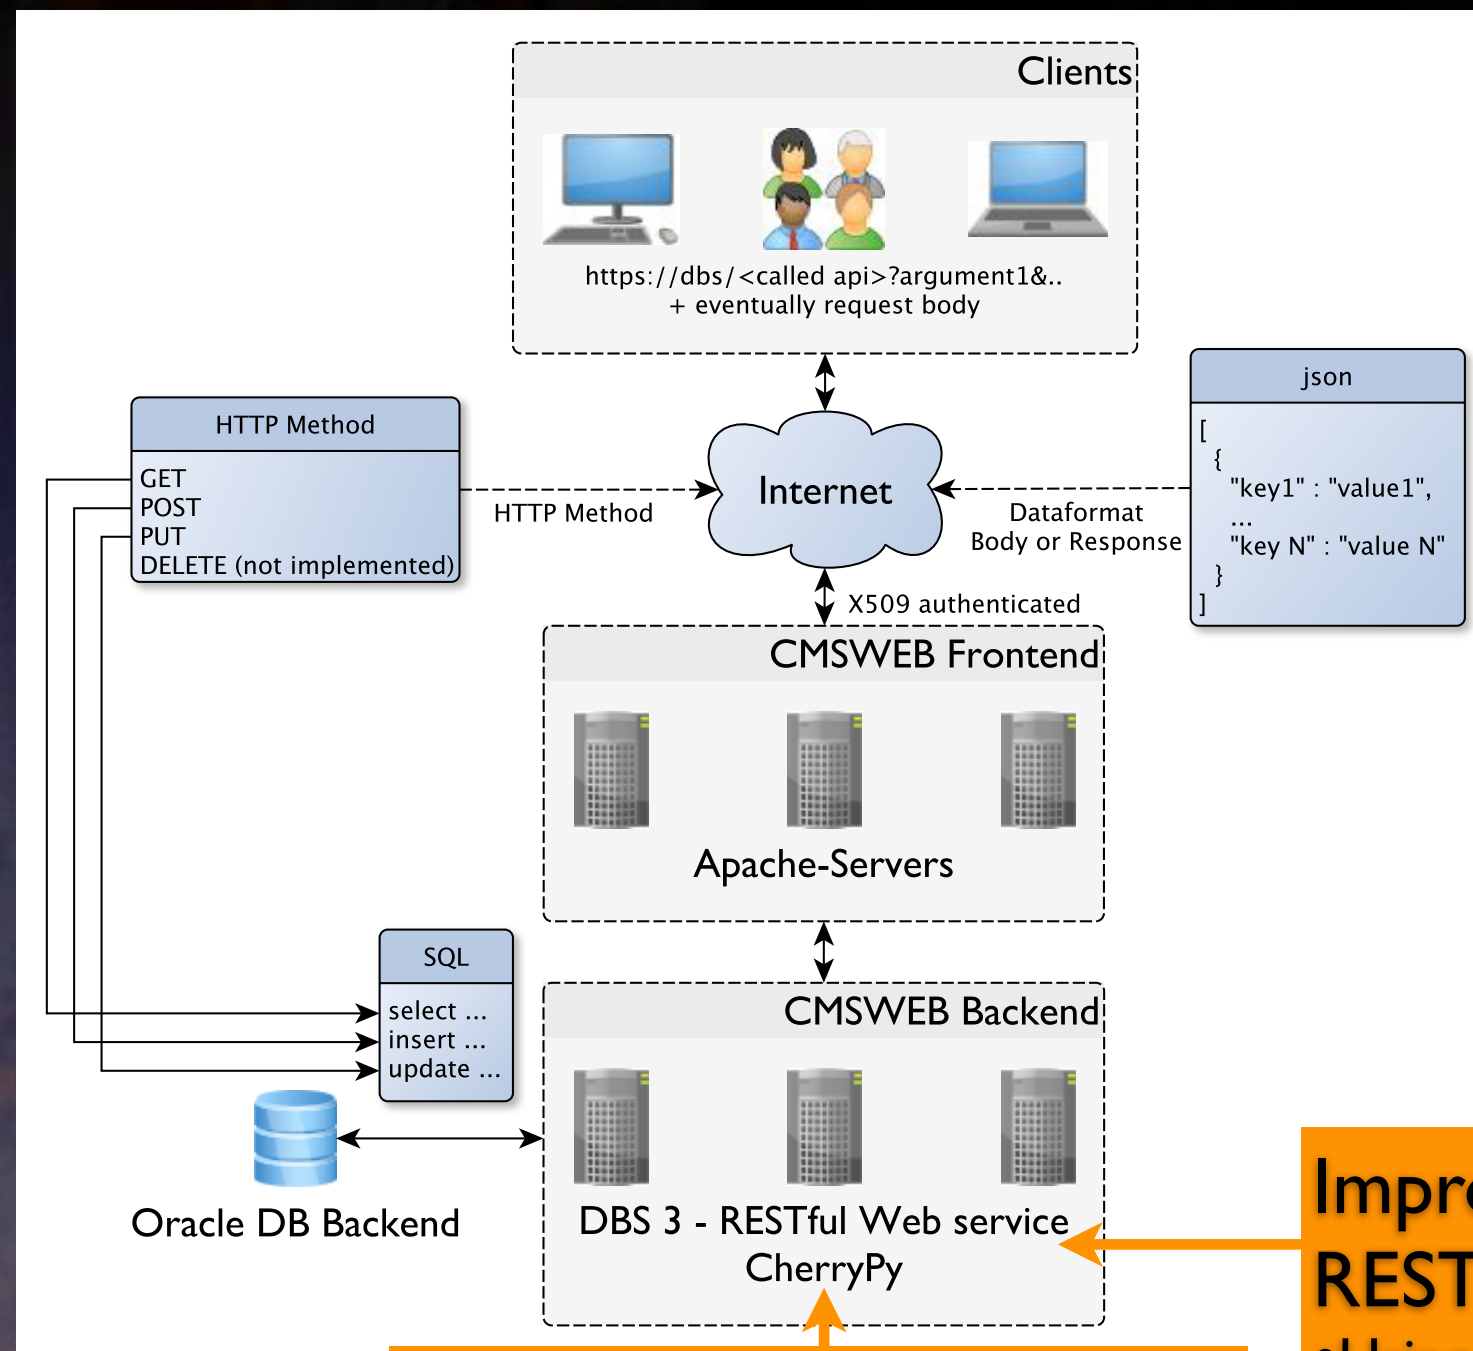 Clients
https://dbs/<called api>?argument1&..
+ eventually request body
HTTP Method
GET
POST
PUT
DELETE (not implemented)
HTTP Method
Internet
Dataformat
Body or Response
json
[
{
"key1" : "value1",
...
"key N" : "value N"
}
]
X509 authenticated
CMSWEB Frontend
Apache-Servers
SQL
select ...
insert ...
update ...
CMSWEB Backend
DBS 3 - RESTful Web service
CherryPy
Oracle DB Backend
REST